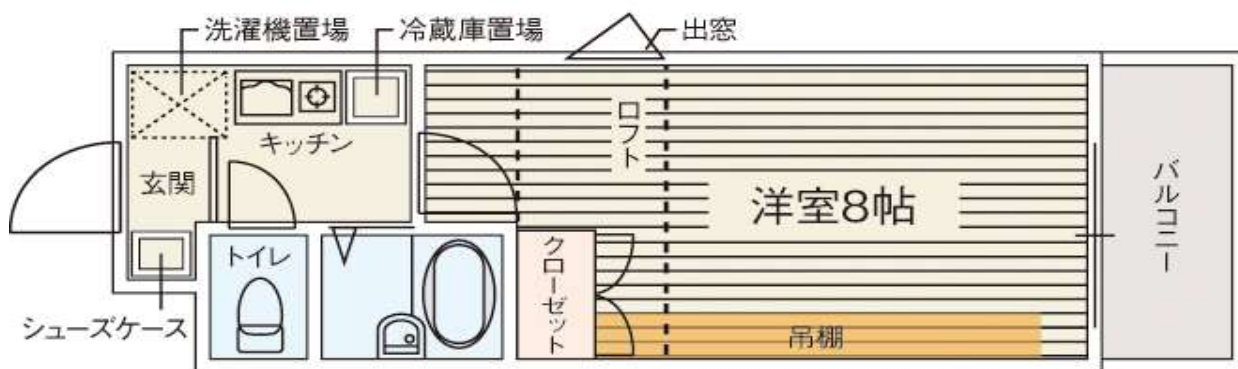 洗濯機置場
冷蔵庫置場
出窓
キッチン
ロフト
玄関
洋室8帖
バルコニー
トイレ
クローゼット
シューズケース
吊棚